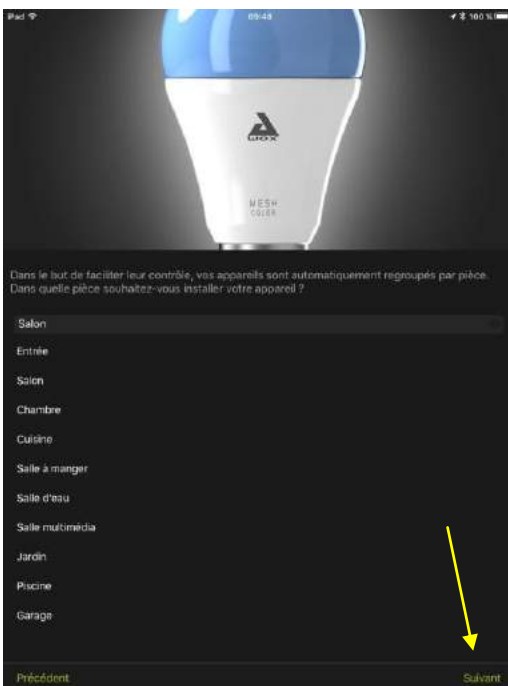 iPad 09:48 100 %
AWOX
MESH
COLOR
Dans le but de faciliter leur contrôle, vos appareils sont automatiquement regroupés par pièce.
Dans quelle pièce souhaitez-vous installer votre appareil ?
Salon
Entrée
Salon
Chambre
Cuisine
Salle à manger
Salle d'eau
Salle multimédia
Jardin
Piscine
Garage
Précédent Suivant